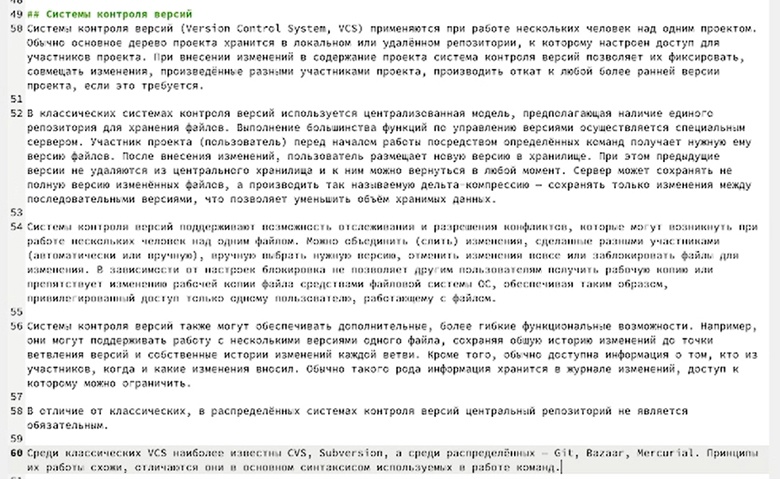 49 ## Системы контроля версий
50 Системы контроля версий (Version Control System, VCS) применяются при работе нескольких человек над одним проектом.
Обычно основное дерево проекта хранится в локальном или удалённом репозитории, к которому настроен доступ для
участников проекта. При внесении изменений в содержание проекта система контроля версий позволяет их фиксировать,
совмещать изменения, произведённые разными участниками проекта, производить откат к любой более ранней версии
проекта, если это требуется.
51
52 В классических системах контроля версий используется централизованная модель, предполагающая наличие единого
репозитория для хранения файлов. Выполнение большинства функций по управлению версиями осуществляется специальным
сервером. Участник проекта (пользователь) перед началом работы посредством определённых команд получает нужную ему
версию файлов. После внесения изменений, пользователь размещает новую версию в хранилище. При этом предыдущие
версии не удаляются из центрального хранилища и к ним можно вернуться в любой момент. Сервер может сохранять не
полную версию изменённых файлов, а производить так называемую дельта-компрессию — сохранять только изменения между
последовательными версиями, что позволяет уменьшить объём хранимых данных.
53
54 Системы контроля версий поддерживают возможность отслеживания и разрешения конфликтов, которые могут возникнуть при
работе нескольких человек над одним файлом. Можно объединить (слить) изменения, сделанные разными участниками
(автоматически или вручную), вручную выбрать нужную версию, отменить изменения вовсе или заблокировать файлы для
изменения. В зависимости от настроек блокировка не позволяет другим пользователям получить рабочую копию или
препятствует изменению рабочей копии файла средствами файловой системы ОС, обеспечивая таким образом,
привилегированный доступ только одному пользователю, работающему с файлом.
55
56 Системы контроля версий также могут обеспечивать дополнительные, более гибкие функциональные возможности. Например,
они могут поддерживать работу с несколькими версиями одного файла, сохраняя общую историю изменений до точки
ветвления версий и собственные истории изменений каждой ветви. Кроме того, обычно доступна информация о том, кто из
участников, когда и какие изменения вносил. Обычно такого рода информация хранится в журнале изменений, доступ к
которому можно ограничить.
57
58 В отличие от классических, в распределённых системах контроля версий центральный репозиторий не является
обязательным.
59
60 Среди классических VCS наиболее известны CVS, Subversion, а среди распределённых — Git, Bazaar, Mercurial. Принципы
их работы схожи, отличаются они в основном синтаксисом используемых в работе команд.